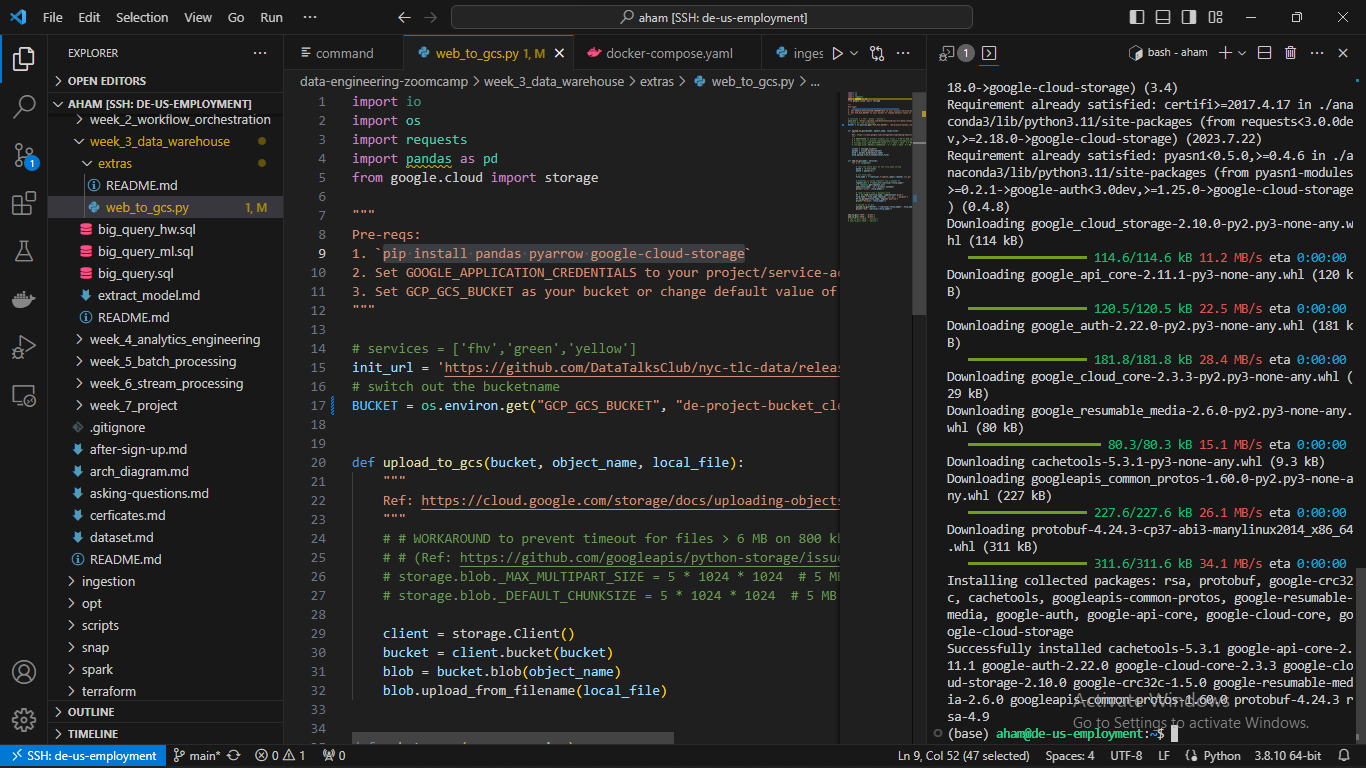 File Edit Selection View Go Run ···
aham [SSH: de-us-employment]
EXPLORER
OPEN EDITORS
AHAM [SSH: DE-US-EMPLOYMENT]
week_2_workflow_orchestration
week_3_data_warehouse
extras
README.md
web_to_gcs.py 1, M
big_query_hw.sql
big_query_ml.sql
big_query.sql
extract_model.md
README.md
week_4_analytics_engineering
week_5_batch_processing
week_6_stream_processing
week_7_project
.gitignore
after-sign-up.md
arch_diagram.md
asking-questions.md
cerficates.md
dataset.md
README.md
ingestion
opt
scripts
snap
spark
terraform
OUTLINE
TIMELINE
1
command
web_to_gcs.py 1, M
docker-compose.yaml
inges
data-engineering-zoomcamp > week_3_data_warehouse > extras > web_to_gcs.py > ...
1 import io
2 import os
3 import requests
4 import pandas as pd
5 from google.cloud import storage
6
7 """
8 Pre-reqs:
9 1. `pip install pandas pyarrow google-cloud-storage`
10 2. Set GOOGLE_APPLICATION_CREDENTIALS to your project/service-a
11 3. Set GCP_GCS_BUCKET as your bucket or change default value of
12 """
13
14 # services = ['fhv','green','yellow']
15 init_url = 'https://github.com/DataTalksClub/nyc-tlc-data/releas
16 # switch out the bucketname
17 BUCKET = os.environ.get("GCP_GCS_BUCKET", "de-project-bucket_clo
18
19
20 def upload_to_gcs(bucket, object_name, local_file):
21 """
22 Ref: https://cloud.google.com/storage/docs/uploading-objects
23 """
24 # # WORKAROUND to prevent timeout for files > 6 MB on 800 kb
25 # # (Ref: https://github.com/googleapis/python-storage/issue
26 # storage.blob._MAX_MULTIPART_SIZE = 5 * 1024 * 1024 # 5 MB
27 # storage.blob._DEFAULT_CHUNKSIZE = 5 * 1024 * 1024 # 5 MB
28
29 client = storage.Client()
30 bucket = client.bucket(bucket)
31 blob = bucket.blob(object_name)
32 blob.upload_from_filename(local_file)
33
34
1 bash - aham
18.0->google-cloud-storage) (3.4)
Requirement already satisfied: certifi>=2017.4.17 in ./ana
conda3/lib/python3.11/site-packages (from requests<3.0.0de
v,>=2.18.0->google-cloud-storage) (2023.7.22)
Requirement already satisfied: pyasn1<0.5.0,>=0.4.6 in ./a
naconda3/lib/python3.11/site-packages (from pyasn1-modules
>=0.2.1->google-auth<3.0dev,>=1.25.0->google-cloud-storage
) (0.4.8)
Downloading google_cloud_storage-2.10.0-py2.py3-none-any.w
hl (114 kB)
114.6/114.6 kB 11.2 MB/s eta 0:00:00
Downloading google_api_core-2.11.1-py3-none-any.whl (120 k
B)
120.5/120.5 kB 22.5 MB/s eta 0:00:00
Downloading google_auth-2.22.0-py2.py3-none-any.whl (181 k
B)
181.8/181.8 kB 28.4 MB/s eta 0:00:00
Downloading google_cloud_core-2.3.3-py2.py3-none-any.whl (
29 kB)
Downloading google_resumable_media-2.6.0-py2.py3-none-any.
whl (80 kB)
80.3/80.3 kB 15.1 MB/s eta 0:00:00
Downloading cachetools-5.3.1-py3-none-any.whl (9.3 kB)
Downloading googleapis_common_protos-1.60.0-py2.py3-none-a
ny.whl (227 kB)
227.6/227.6 kB 26.1 MB/s eta 0:00:00
Downloading protobuf-4.24.3-cp37-abi3-manylinux2014_x86_64
.whl (311 kB)
311.6/311.6 kB 34.1 MB/s eta 0:00:00
Installing collected packages: rsa, protobuf, google-crc32
c, cachetools, googleapis-common-protos, google-resumable-
media, google-auth, google-api-core, google-cloud-core, go
ogle-cloud-storage
Successfully installed cachetools-5.3.1 google-api-core-2.
11.1 google-auth-2.22.0 google-cloud-core-2.3.3 google-clo
ud-storage-2.10.0 google-crc32c-1.5.0 google-resumable-med
ia-2.6.0 googleapis-common-protos-1.60.0 protobuf-4.24.3 r
sa-4.9
(base) aham@de-us-employment:~$
Activate Windows
Go to Settings to activate Windows.
SSH: de-us-employment main* 0 1 0 Ln 9, Col 52 (47 selected) Spaces: 4 UTF-8 LF Python 3.8.10 64-bit